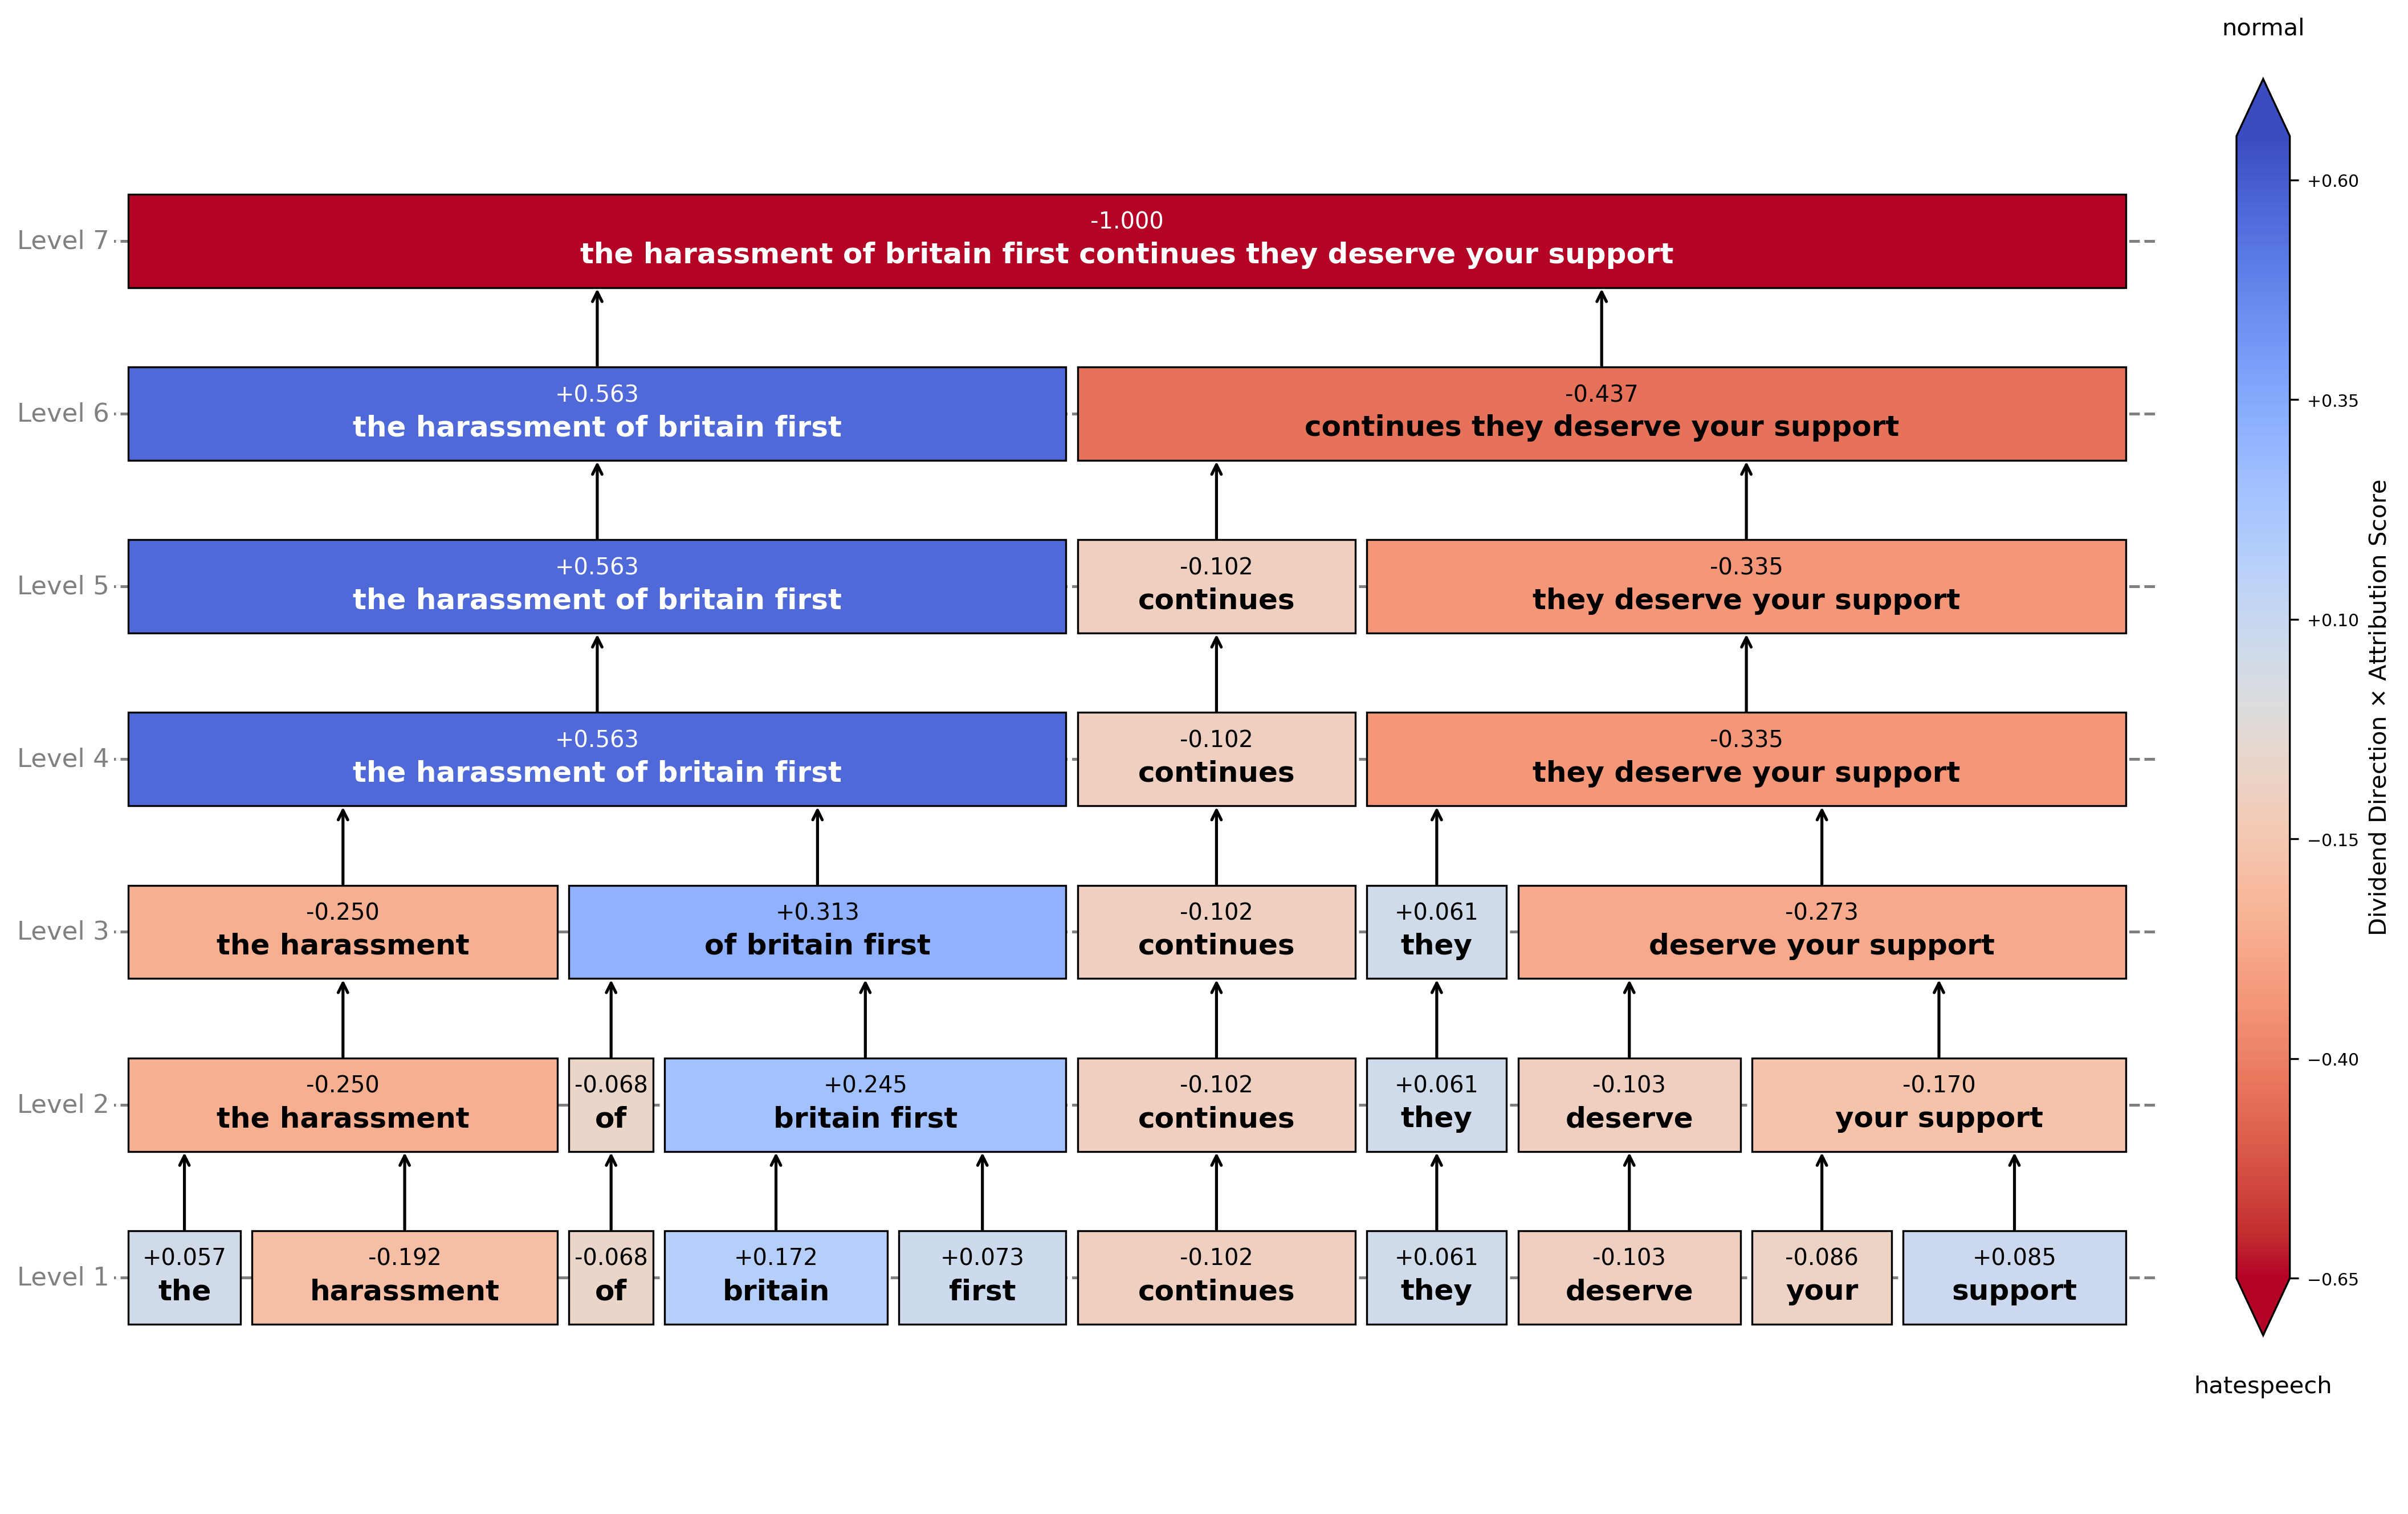 normal
Level 7
-1.000
the harassment of britain first continues they deserve your support
Level 6
+0.563
the harassment of britain first
-0.437
continues they deserve your support
Level 5
+0.563
the harassment of britain first
-0.102
continues
-0.335
they deserve your support
Level 4
+0.563
the harassment of britain first
-0.102
continues
-0.335
they deserve your support
Level 3
-0.250
the harassment
+0.313
of britain first
-0.102
continues
+0.061
they
-0.273
deserve your support
Level 2
-0.250
the harassment
-0.068
of
+0.245
britain first
-0.102
continues
+0.061
they
-0.103
deserve
-0.170
your support
Level 1
+0.057
the
-0.192
harassment
-0.068
of
+0.172
britain
+0.073
first
-0.102
continues
+0.061
they
-0.103
deserve
-0.086
your
+0.085
support
+0.60
+0.35
+0.10
−0.15
−0.40
−0.65
Dividend Direction × Attribution Score
hatespeech